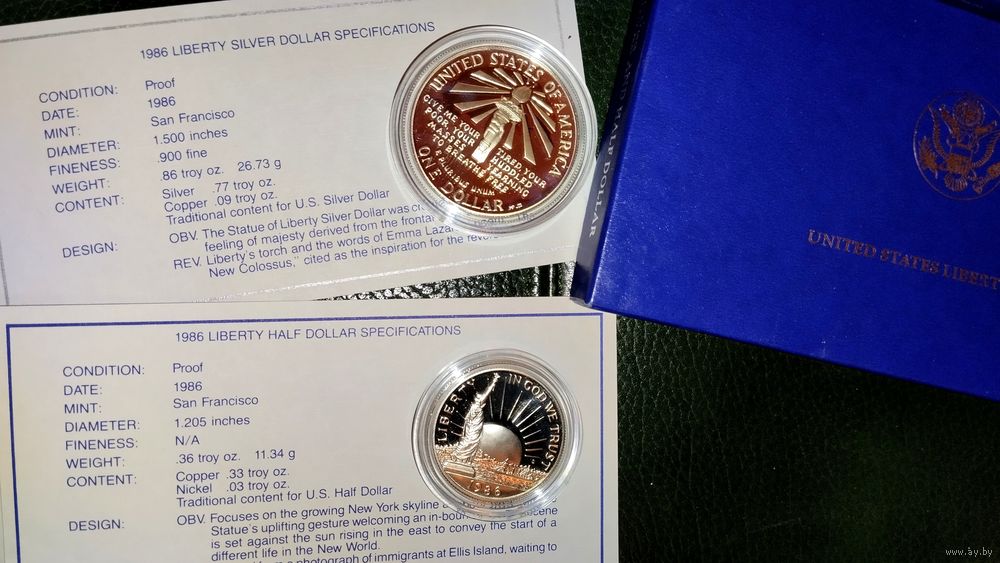 1986 LIBERTY SILVER DOLLAR SPECIFICATIONS
CONDITION: Proof
DATE: 1986
MINT: San Francisco
DIAMETER: 1.500 inches
FINENESS: .900 fine
WEIGHT: .86 troy oz. 26.73 g
CONTENT: Silver .77 troy oz.
Copper .09 troy oz.
Traditional content for U.S. Silver Dollar
DESIGN: OBV. The Statue of Liberty Silver Dollar was
feeling of majesty derived from the frontal
REV. Liberty's torch and the words of Emma
New Colossus," cited as the inspiration for the
UNITED STATES OF AMERICA
GIVE ME YOUR
POOR, YOUR
MASSES
TO BREATHE FREE
TIRED, YOUR
HUDDLED
YEARNING
E PLURIBUS UNUM
ONE DOLLAR
HALF DOLLAR
UNITED STATES
1986 LIBERTY HALF DOLLAR SPECIFICATIONS
CONDITION: Proof
DATE: 1986
MINT: San Francisco
DIAMETER: 1.205 inches
FINENESS: N/A
WEIGHT: .36 troy oz. 11.34 g
CONTENT: Copper .33 troy oz.
Nickel .03 troy oz.
Traditional content for U.S. Half Dollar
DESIGN: OBV. Focuses on the growing New York skyline
Statue's uplifting gesture welcoming an
is set against the sun rising in the east to convey the start of a
different life in the New World.
photograph of immigrants at Ellis Island, waiting to
LIBERTY
IN GOD WE TRUST
1986
www.ay.by